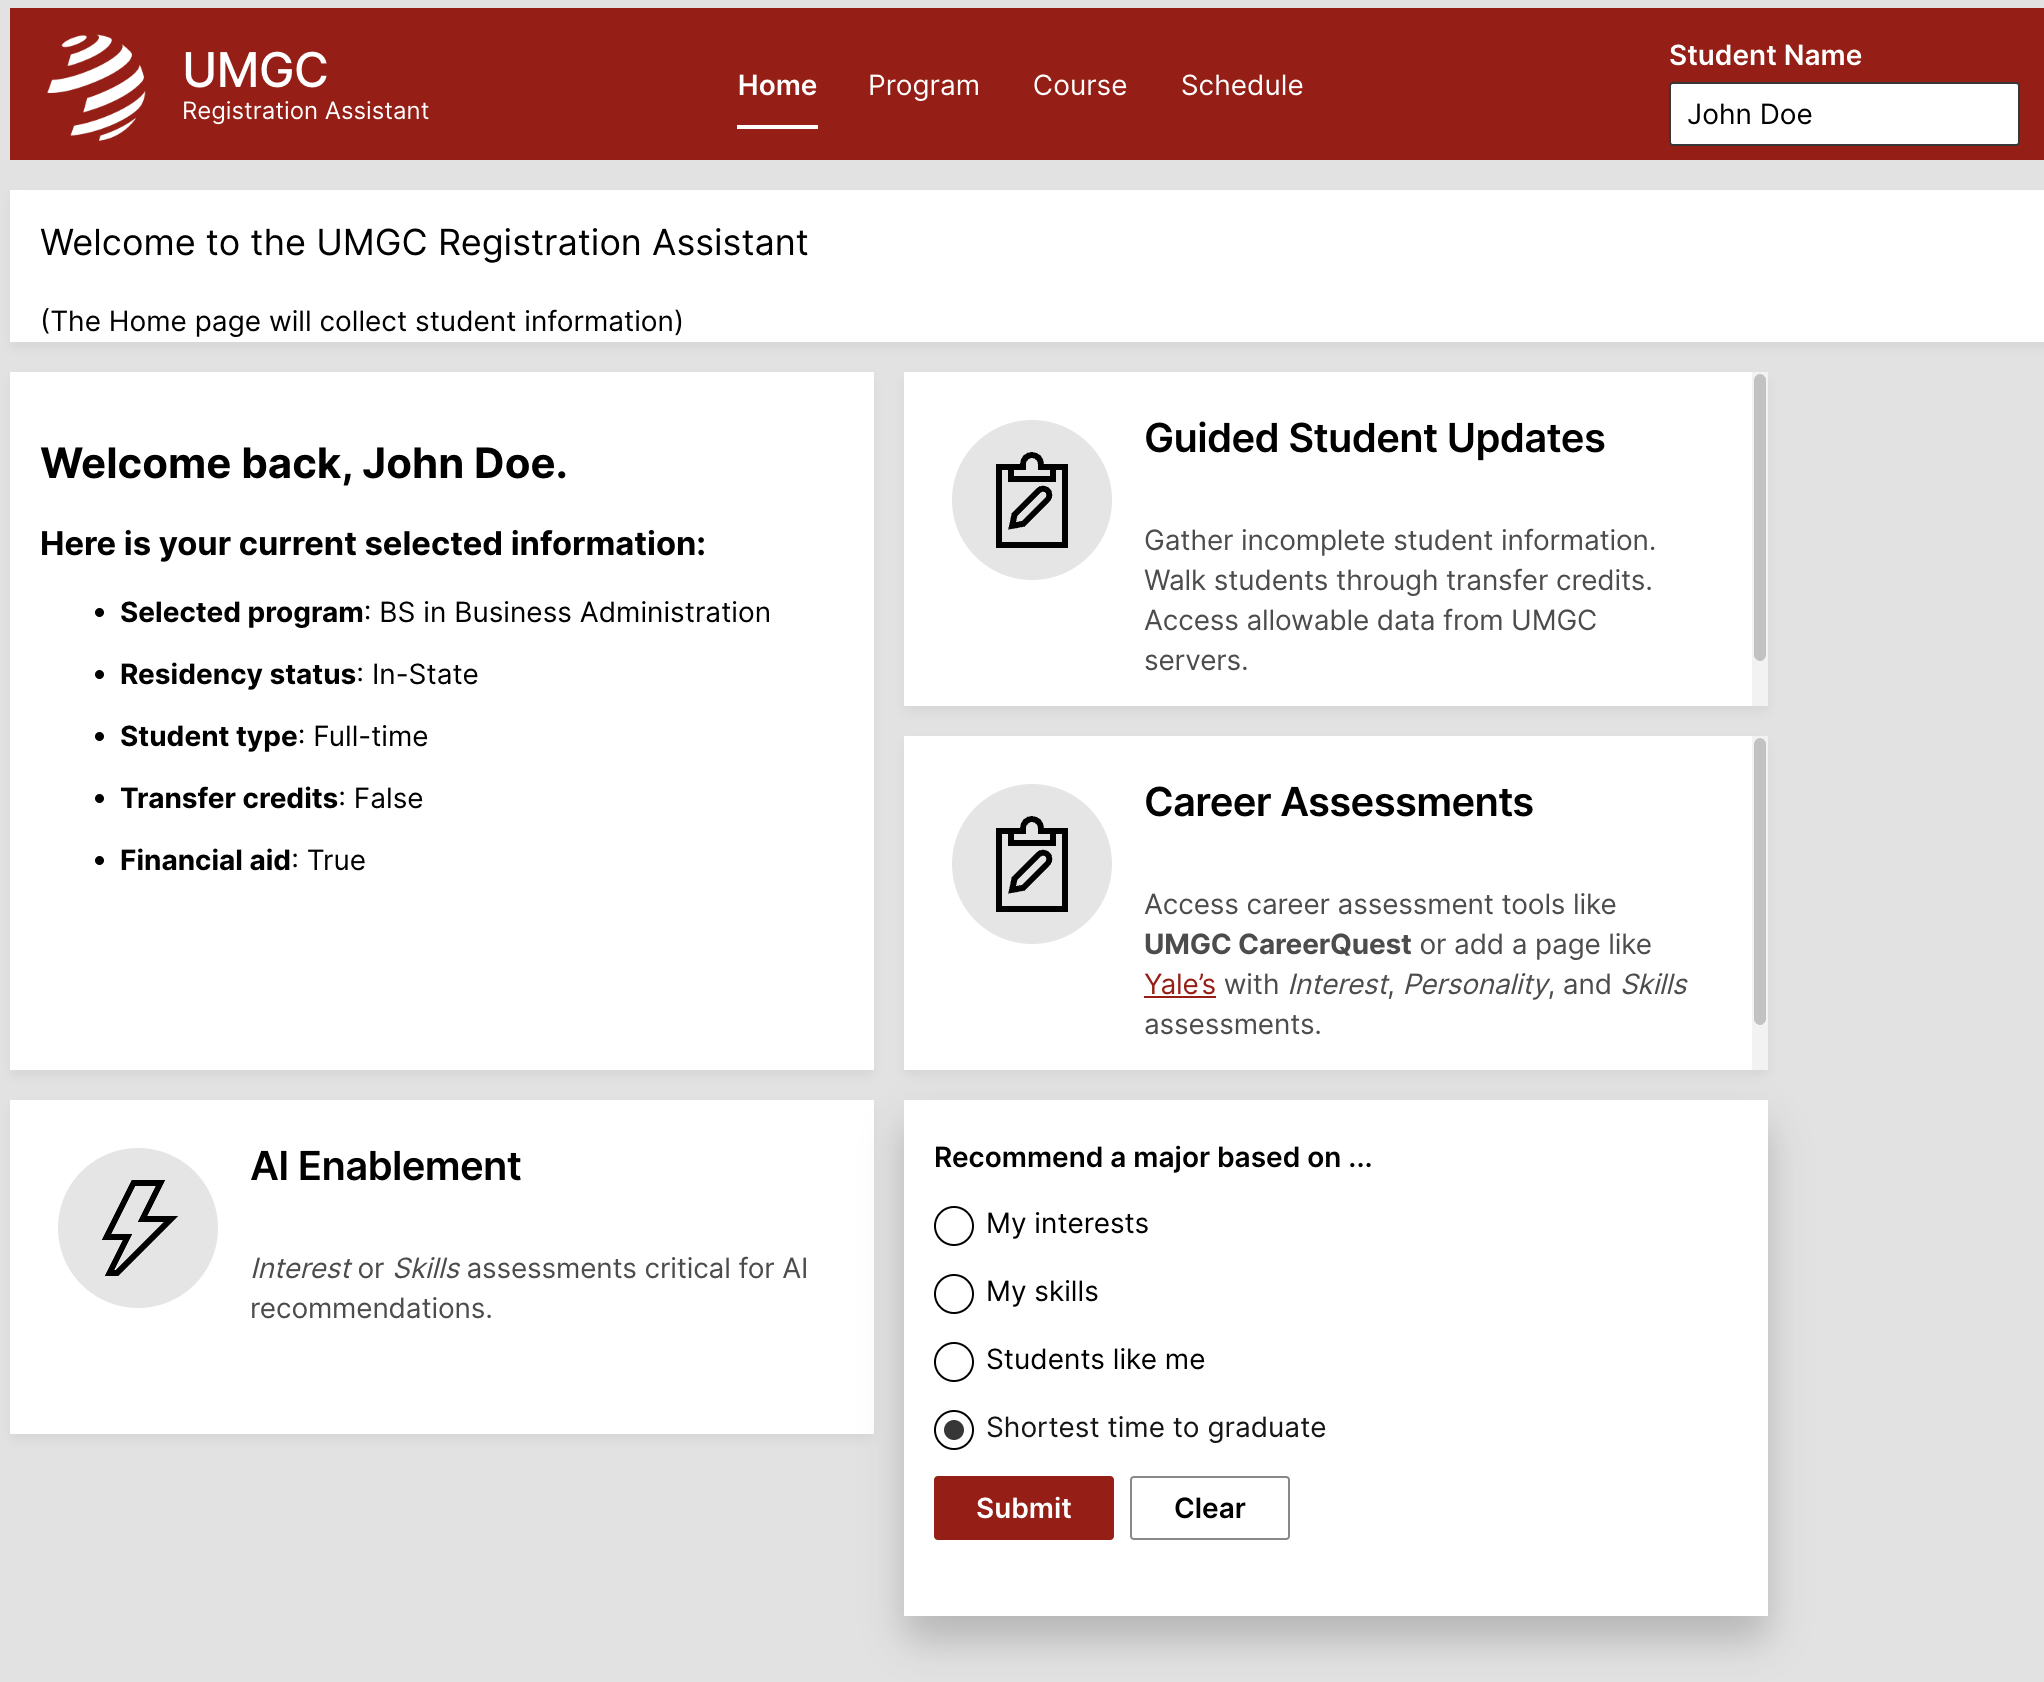 UMGC
Registration Assistant
Home
Program
Course
Schedule
Student Name
John Doe
Welcome to the UMGC Registration Assistant
(The Home page will collect student information)
Welcome back, John Doe.
Here is your current selected information:
• Selected program: BS in Business Administration
• Residency status: In-State
• Student type: Full-time
• Transfer credits: False
• Financial aid: True
Guided Student Updates
Gather incomplete student information.
Walk students through transfer credits.
Access allowable data from UMGC
servers.
Career Assessments
Access career assessment tools like
UMGC CareerQuest or add a page like
Yale’s with Interest, Personality, and Skills
assessments.
AI Enablement
Interest or Skills assessments critical for AI
recommendations.
Recommend a major based on ...
My interests
My skills
Students like me
Shortest time to graduate
Submit
Clear